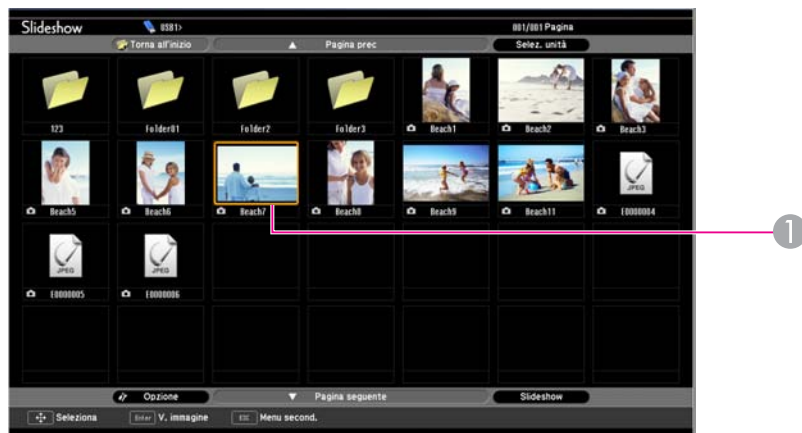 Slideshow USB1> 001/001 Pagina
Torna all'inizio ▲ Pagina prec Selez. unità
123 Folder01 Folder2 Folder3 Beach1 Beach2 Beach3
JPEG
Beach5 Beach6 Beach7 Beach8 Beach9 Beach11 E0000004
1
JPEG JPEG
E0000005 E0000006
Opzione ▼ Pagina seguente Slideshow
Seleziona Enter V. immagine ESC Menu second.